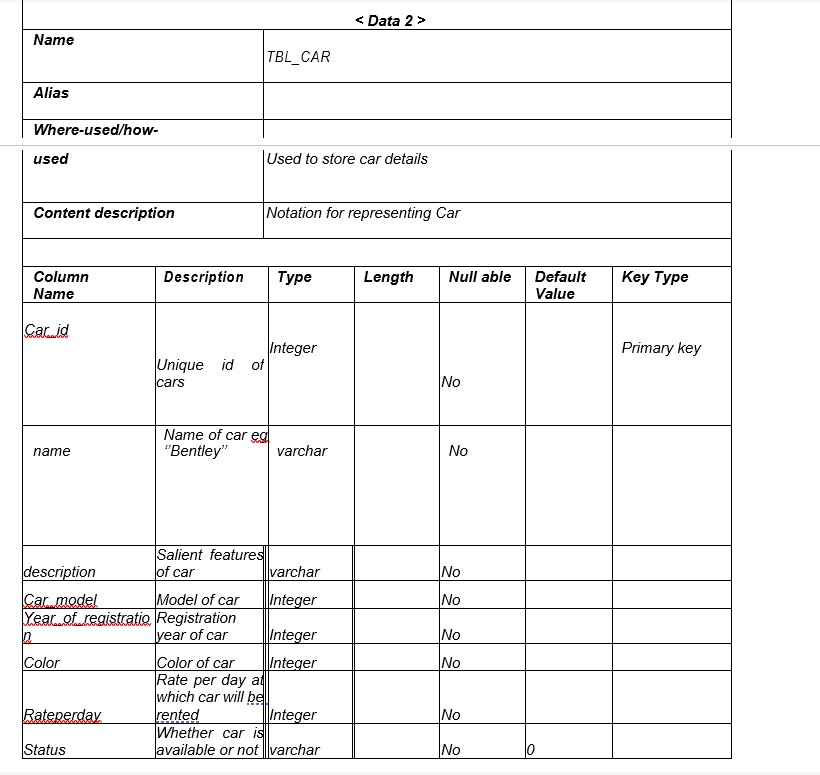 < Data 2 >
Name
TBL_CAR
Alias
Where-used/how-
used
Used to store car details
Content description
Notation for representing Car
Column
Name
Description
Type
Length
Null able
Default
Value
Key Type
Car_id
Unique id of
cars
Integer
No
Primary key
name
Name of car eg
‘’Bentley’’
varchar
No
description
Salient features
of car
varchar
No
Car_model
Model of car
Integer
No
Year_of_registratio
n
Registration
year of car
Integer
No
Color
Color of car
Integer
No
Rateperday
Rate per day at
which car will be
rented
Integer
No
Status
Whether car is
available or not
varchar
No
0